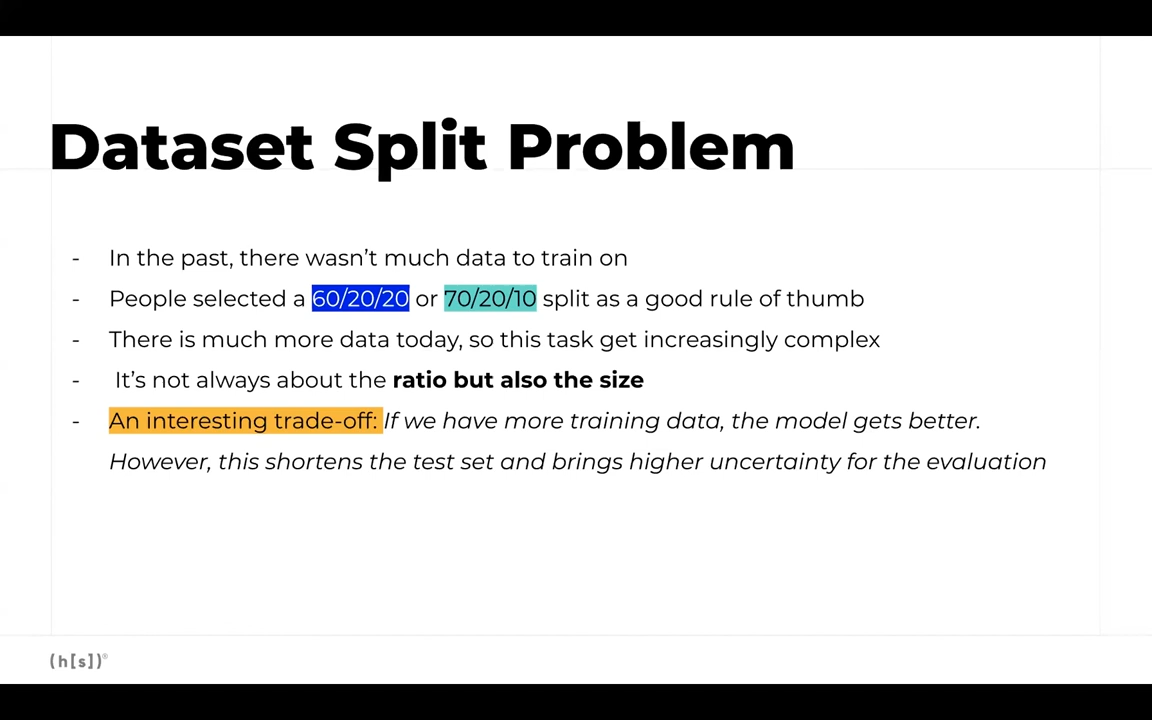 Dataset Split Problem
- In the past, there wasn’t much data to train on
- People selected a 60/20/20 or 70/20/10 split as a good rule of thumb
- There is much more data today, so this task get increasingly complex
- It’s not always about the ratio but also the size
- An interesting trade-off: If we have more training data, the model gets better.
However, this shortens the test set and brings higher uncertainty for the evaluation
(h[s])®